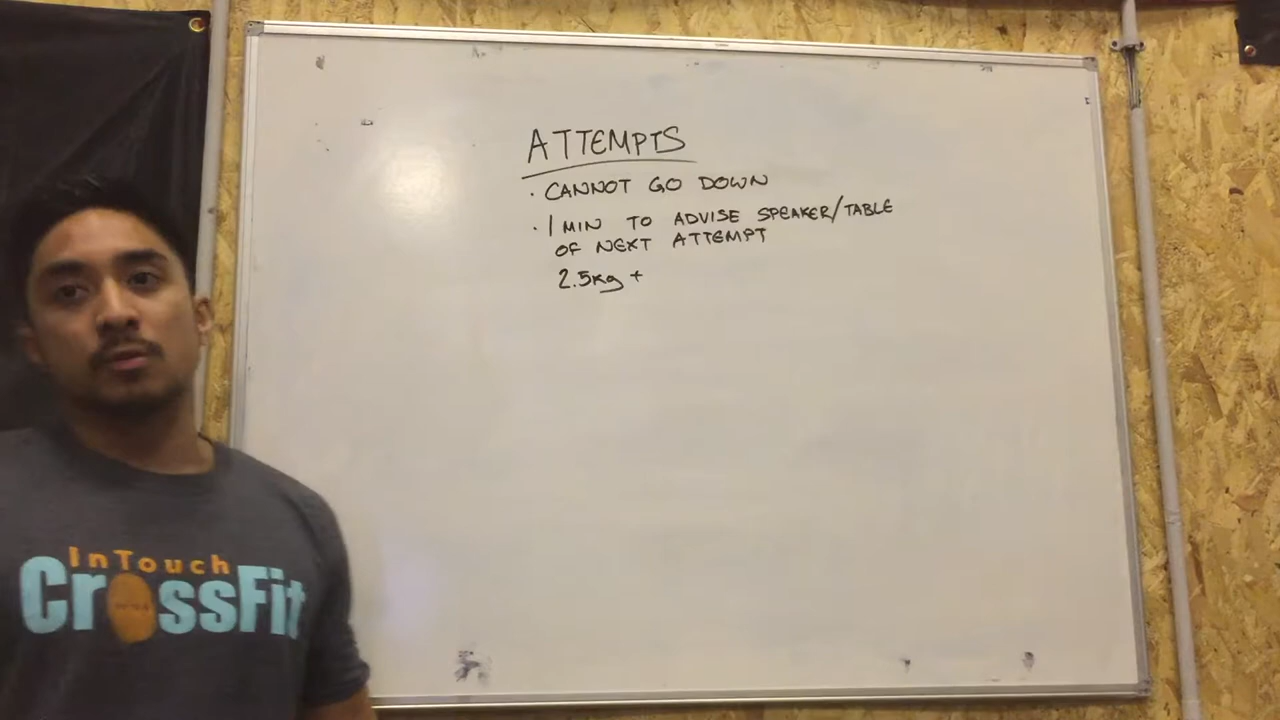 ATTEMPTS
· CANNOT GO DOWN
· 1 MIN TO ADVISE SPEAKER/TABLE
OF NEXT ATTEMPT
2.5kg +
InTouch
CrossFit